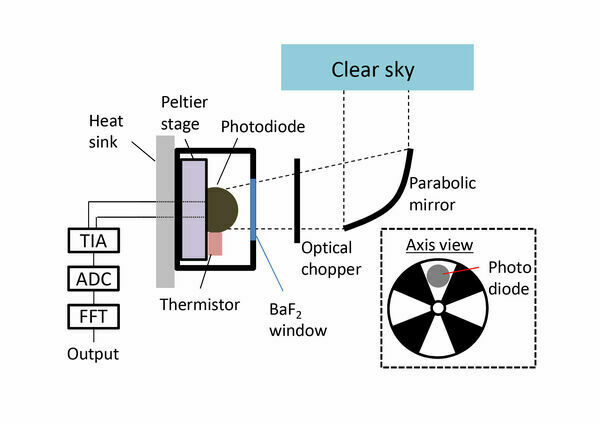 Clear sky
Heat
sink
Peltier
stage
Photodiode
Parabolic
mirror
TIA
ADC
FFT
Output
Thermistor
BaF2
window
Optical
chopper
Axis view
Photo
diode